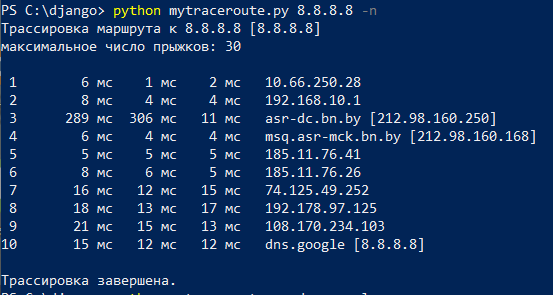 PS C:\django> python mytraceroute.py 8.8.8.8 -n
Трассировка маршрута к 8.8.8.8 [8.8.8.8]
максимальное число прыжков: 30
1 6 мс 1 мс 2 мс 10.66.250.28
2 8 мс 4 мс 4 мс 192.168.10.1
3 289 мс 306 мс 11 мс asr-dc.bn.by [212.98.160.250]
4 6 мс 4 мс 4 мс msq.asr-mck.bn.by [212.98.160.168]
5 5 мс 5 мс 5 мс 185.11.76.41
6 8 мс 6 мс 5 мс 185.11.76.26
7 16 мс 12 мс 15 мс 74.125.49.252
8 18 мс 13 мс 17 мс 192.178.97.125
9 21 мс 15 мс 13 мс 108.170.234.103
10 15 мс 12 мс 12 мс dns.google [8.8.8.8]
Трассировка завершена.